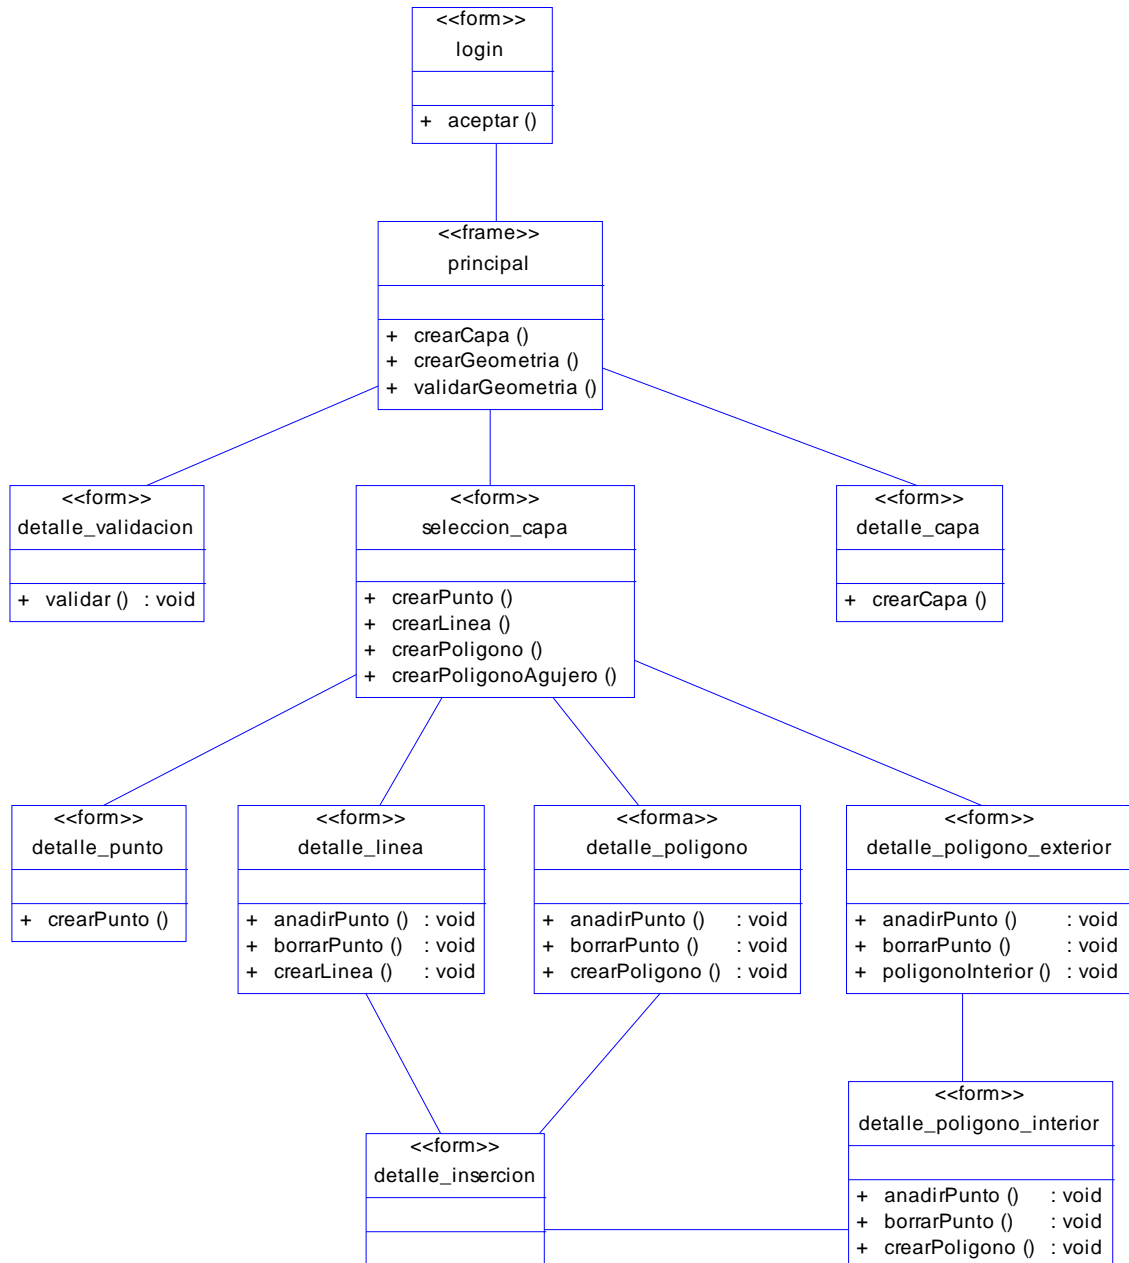 <<form>>
login
+ aceptar ()
<<frame>>
principal
+ crearCapa ()
+ crearGeometria ()
+ validarGeometria ()
<<form>>
detalle_validacion
+ validar () : void
<<form>>
seleccion_capa
+ crearPunto ()
+ crearLinea ()
+ crearPoligono ()
+ crearPoligonoAgujero ()
<<form>>
detalle_capa
+ crearCapa ()
<<form>>
detalle_punto
+ crearPunto ()
<<form>>
detalle_linea
+ anadirPunto () : void
+ borrarPunto () : void
+ crearLinea () : void
<<forma>>
detalle_poligono
+ anadirPunto () : void
+ borrarPunto () : void
+ crearPoligono () : void
<<form>>
detalle_poligono_exterior
+ anadirPunto () : void
+ borrarPunto () : void
+ poligonoInterior () : void
<<form>>
detalle_insercion
<<form>>
detalle_poligono_interior
+ anadirPunto () : void
+ borrarPunto () : void
+ crearPoligono () : void